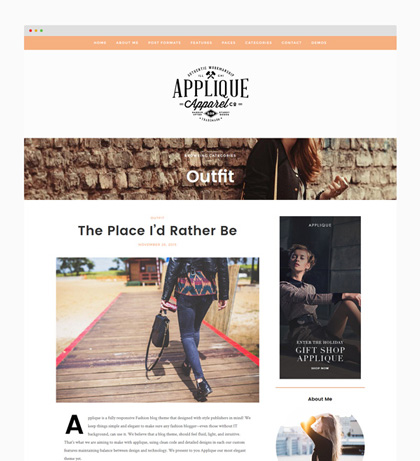 HOME ABOUT ME POST FORMATS FEATURES PAGES CATEGORIES CONTACT DEMOS
AUTHENTIC WORKMANSHIP
APPLIQUE
Apparel CO
BROWSING CATEGORIES
Outfit
OUTFIT
The Place I'd Rather Be
NOVEMBER 10, 2015
APPLIQUE
ENTER THE HOLIDAY
GIFT SHOP
APPLIQUE
SHOP NOW
About Me
Applique is a fully responsive Fashion blog theme that designed with style publishers in mind! We
keep things simple and elegant to make sure any fashion blogger–even those without IT
background, can use it. We believe that a blog theme, should feel fluid, light, and intuitive.
That's what we are aiming to make with applique, using clean code and detailed designs in each our custom
features maintaining balance between design and technology. We present to you Applique our most elegant
theme yet.